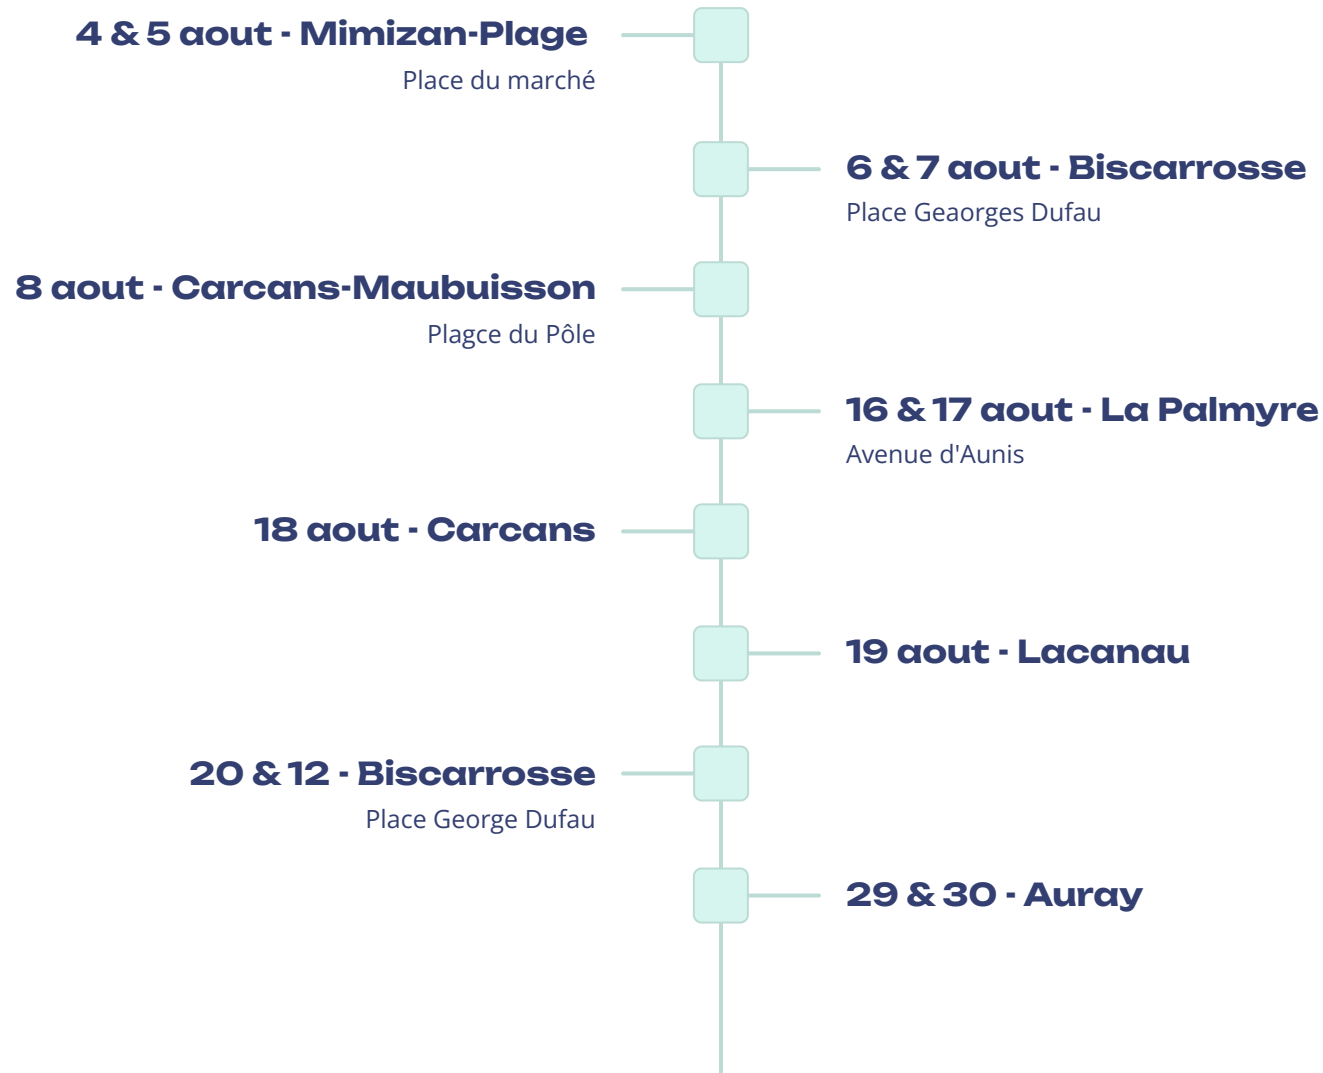 4 & 5 aout - Mimizan-Plage
Place du marché
6 & 7 aout - Biscarrosse
Place Geaorges Dufau
8 aout - Carcans-Maubuisson
Plagce du Pôle
16 & 17 aout - La Palmyre
Avenue d'Aunis
18 aout - Carcans
19 aout - Lacanau
20 & 12 - Biscarrosse
Place George Dufau
29 & 30 - Auray